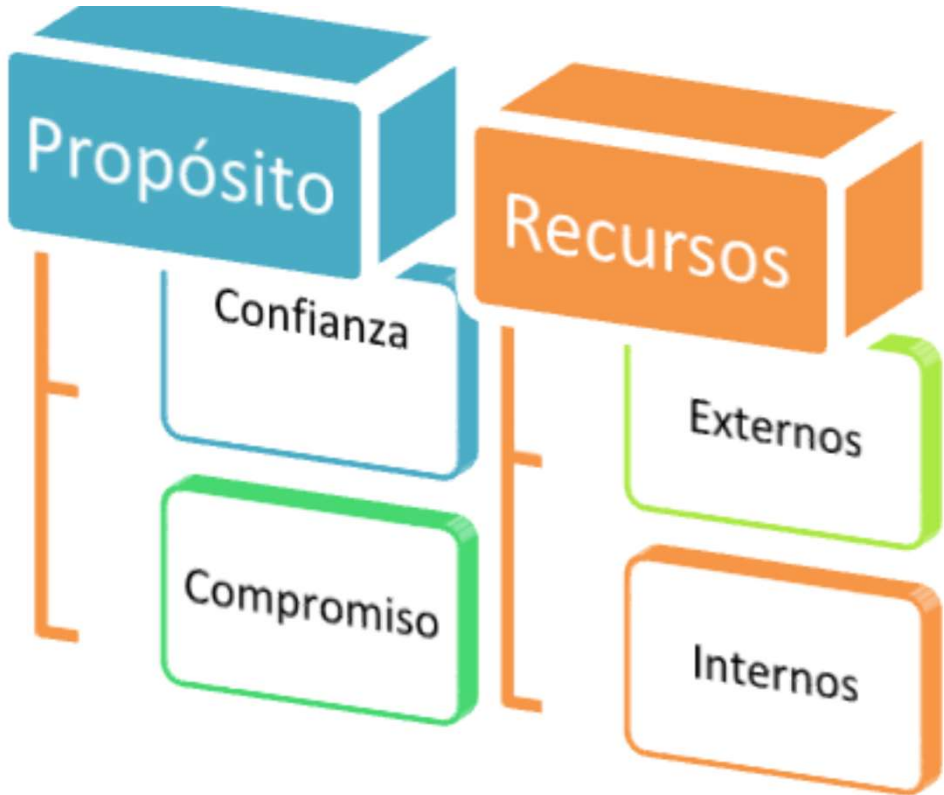 Propósito
Confianza
Compromiso
Recursos
Externos
Internos